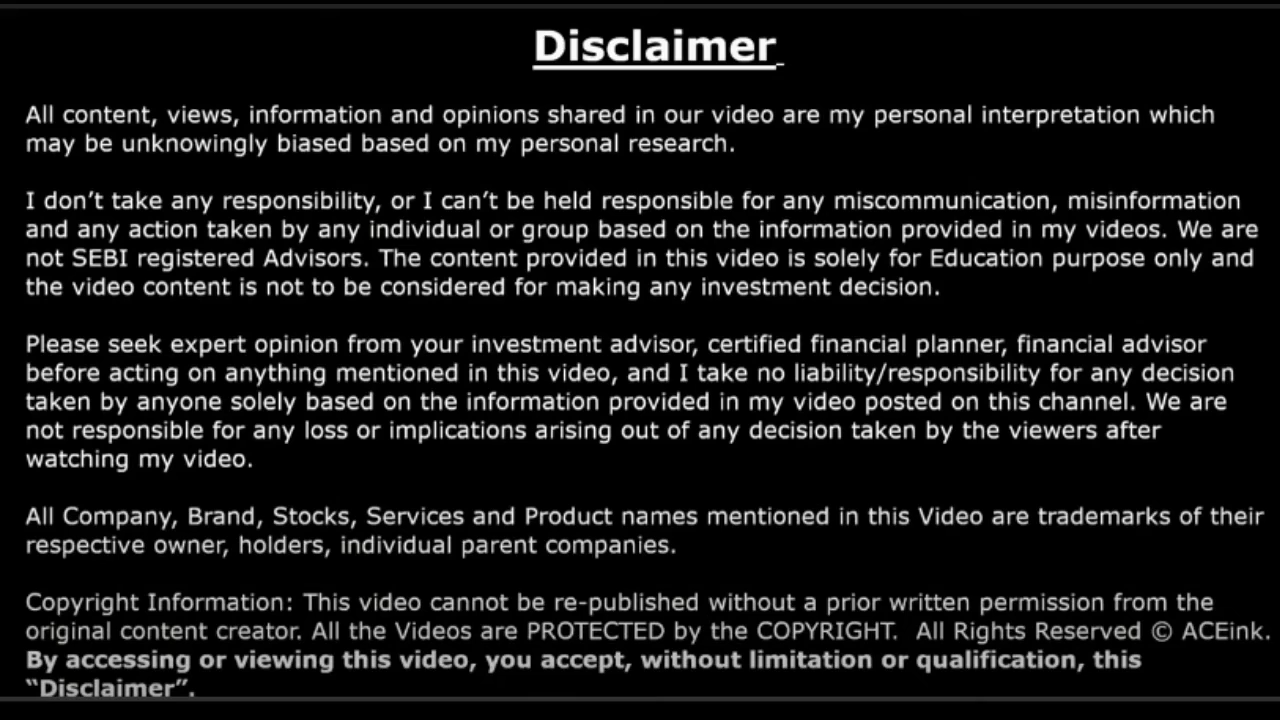 Disclaimer
All content, views, information and opinions shared in our video are my personal interpretation which
may be unknowingly biased based on my personal research.
I don’t take any responsibility, or I can’t be held responsible for any miscommunication, misinformation
and any action taken by any individual or group based on the information provided in my videos. We are
not SEBI registered Advisors. The content provided in this video is solely for Education purpose only and
the video content is not to be considered for making any investment decision.
Please seek expert opinion from your investment advisor, certified financial planner, financial advisor
before acting on anything mentioned in this video, and I take no liability/responsibility for any decision
taken by anyone solely based on the information provided in my video posted on this channel. We are
not responsible for any loss or implications arising out of any decision taken by the viewers after
watching my video.
All Company, Brand, Stocks, Services and Product names mentioned in this Video are trademarks of their
respective owner, holders, individual parent companies.
Copyright Information: This video cannot be re-published without a prior written permission from the
original content creator. All the Videos are PROTECTED by the COPYRIGHT.  All Rights Reserved © ACEink.
By accessing or viewing this video, you accept, without limitation or qualification, this
“Disclaimer”.